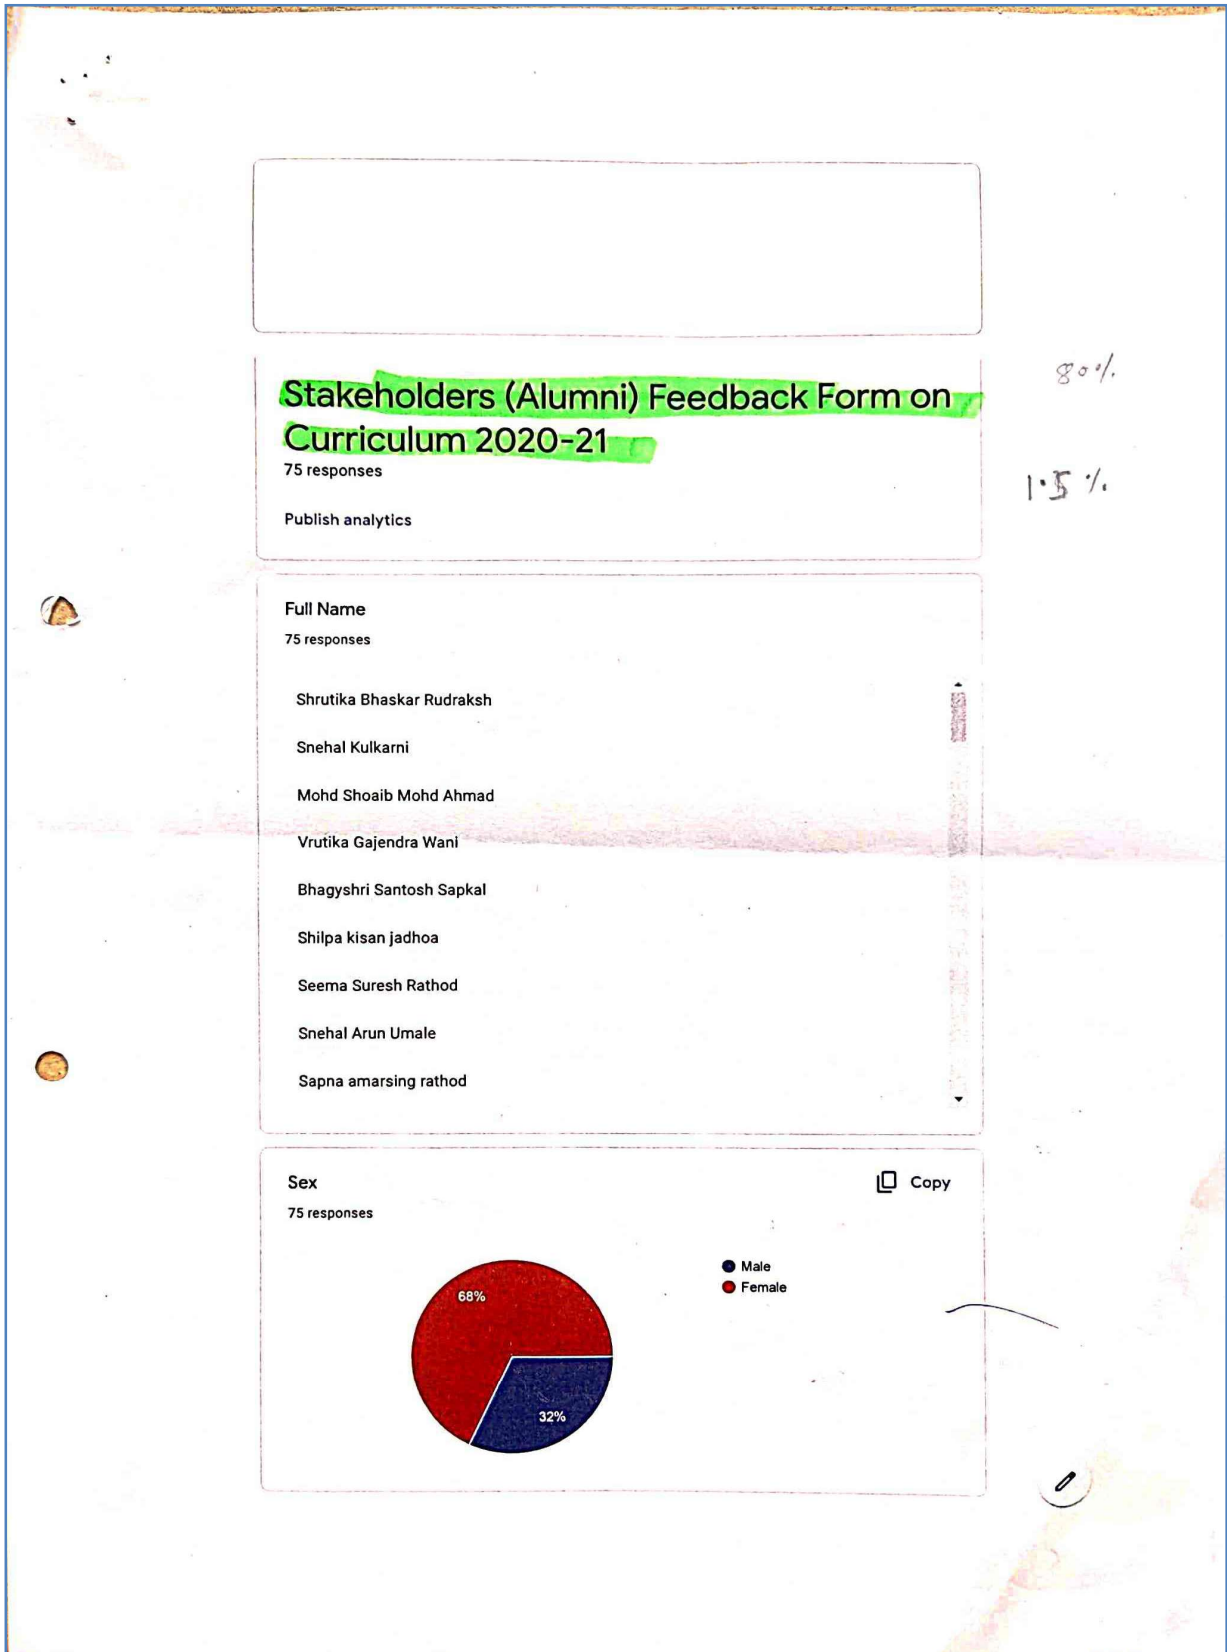 80%
Stakeholders (Alumni) Feedback Form on
Curriculum 2020-21
75 responses
1.5 %
Publish analytics
Full Name
75 responses
Shrutika Bhaskar Rudraksh
Snehal Kulkarni
Mohd Shoaib Mohd Ahmad
Vrutika Gajendra Wani
Bhagyshri Santosh Sapkal
Shilpa kisan jadhoa
Seema Suresh Rathod
Snehal Arun Umale
Sapna amarsing rathod
Sex
Copy
75 responses
Male
Female
68%
32%